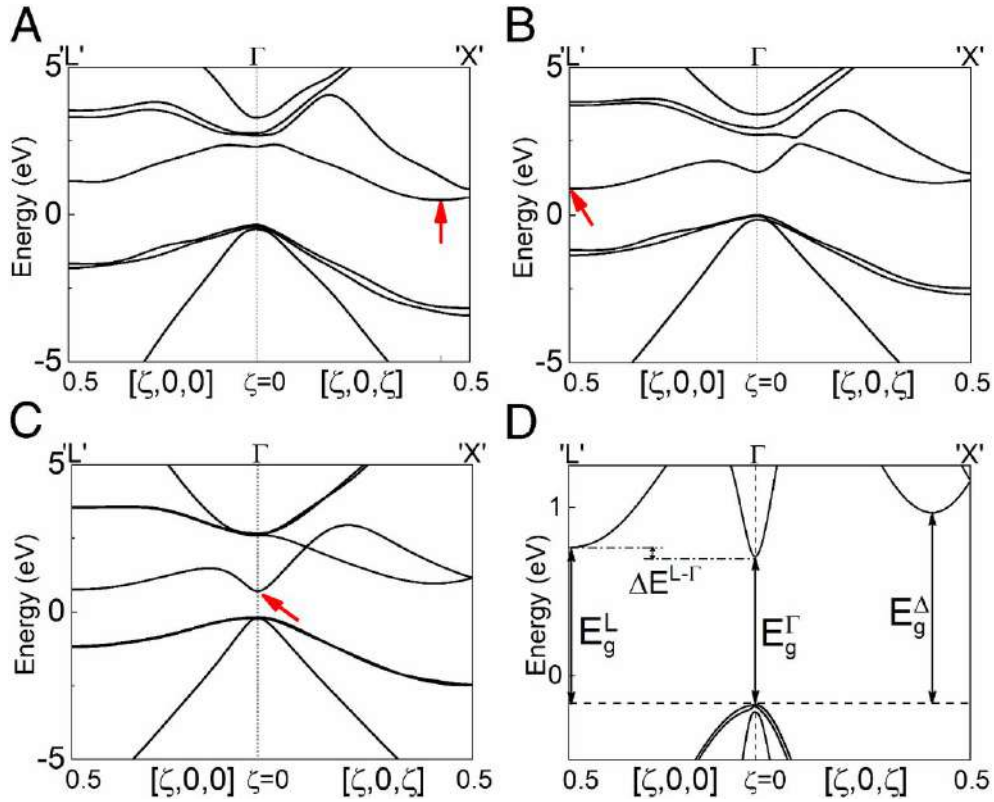 A
'L' Γ 'X'
5
0
-5
Energy (eV)
0.5 [ζ,0,0] ζ=0 [ζ,0,ζ] 0.5
B
'L' Γ 'X'
5
0
-5
Energy (eV)
0.5 [ζ,0,0] ζ=0 [ζ,0,ζ] 0.5
C
'L' Γ 'X'
5
0
-5
Energy (eV)
0.5 [ζ,0,0] ζ=0 [ζ,0,ζ] 0.5
D
'L' Γ 'X'
1
0
Energy (eV)
ΔE^L-Γ
E_g^L
E_g^Γ
E_g^Δ
0.5 [ζ,0,0] ζ=0 [ζ,0,ζ] 0.5